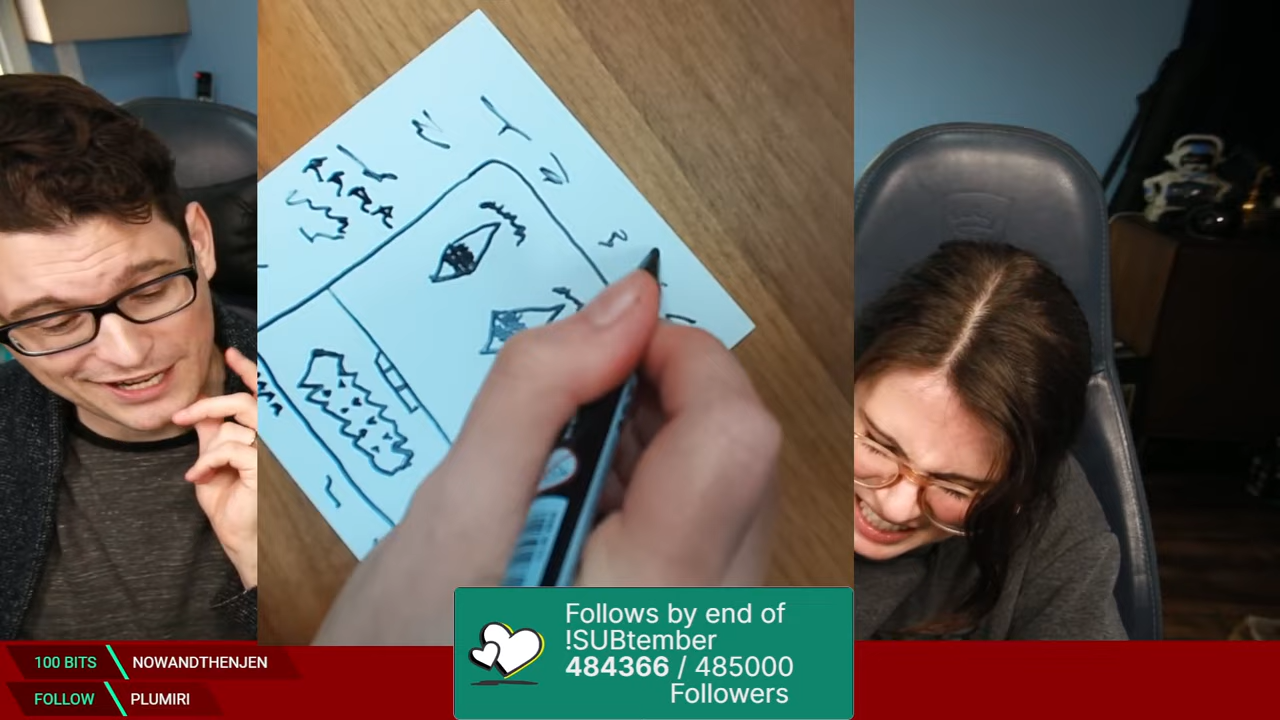 Follows by end of
!SUBtember
484366 / 485000
Followers
100 BITS NOWANDTHENJEN
FOLLOW PLUMIRI